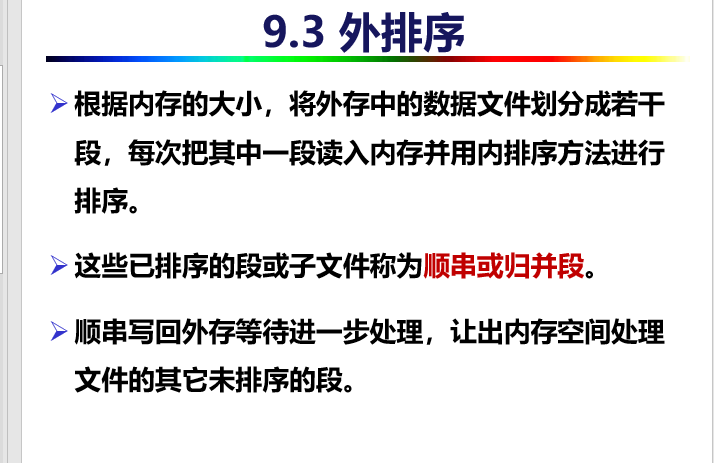 9.3 外排序
根据内存的大小，将外存中的数据文件划分成若干
段，每次把其中一段读入内存并用内排序方法进行
排序。
这些已排序的段或子文件称为顺串或归并段。
顺串写回外存等待进一步处理，让出内存空间处理
文件的其它未排序的段。